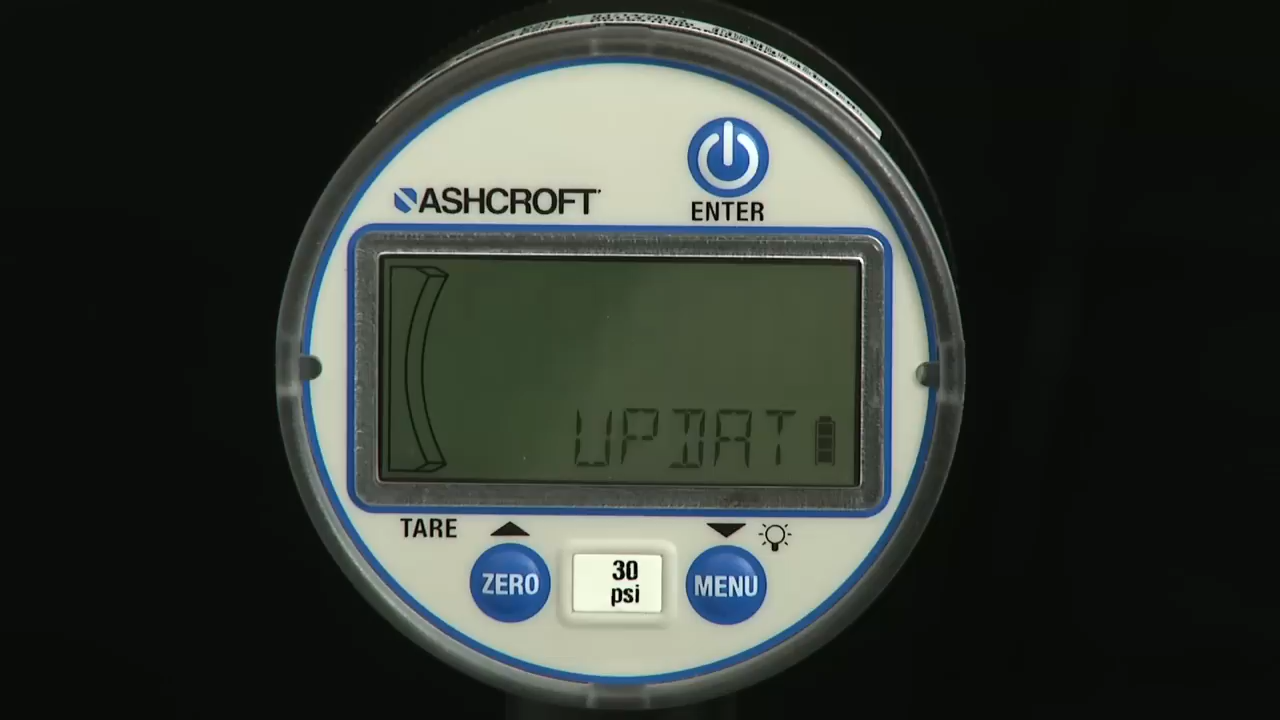 ASHCROFT
ENTER
UPDAT
TARE
ZERO
30
psi
MENU